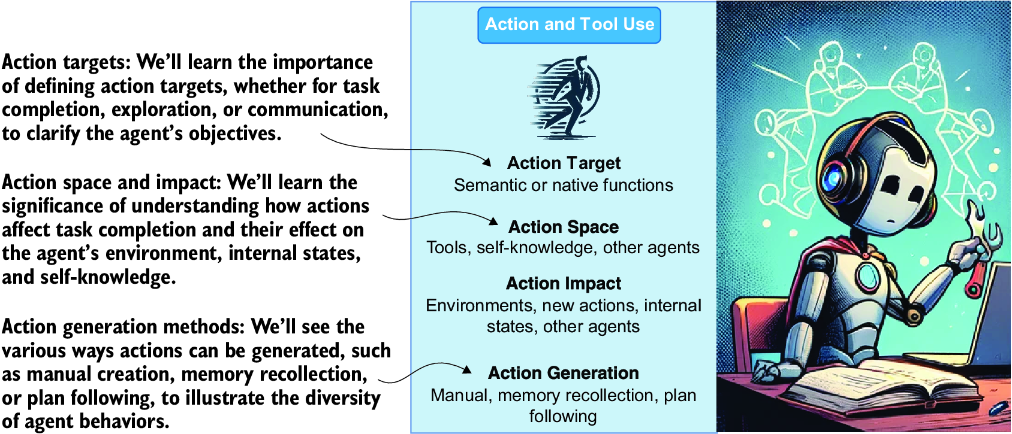 Action targets: We'll learn the importance
of defining action targets, whether for task
completion, exploration, or communication,
to clarify the agent's objectives.
Action space and impact: We'll learn the
significance of understanding how actions
affect task completion and their effect on
the agent's environment, internal states,
and self-knowledge.
Action generation methods: We'll see the
various ways actions can be generated, such
as manual creation, memory recollection,
or plan following, to illustrate the diversity
of agent behaviors.
Action and Tool Use
Action Target
Semantic or native functions
Action Space
Tools, self-knowledge, other agents
Action Impact
Environments, new actions, internal
states, other agents
Action Generation
Manual, memory recollection, plan
following